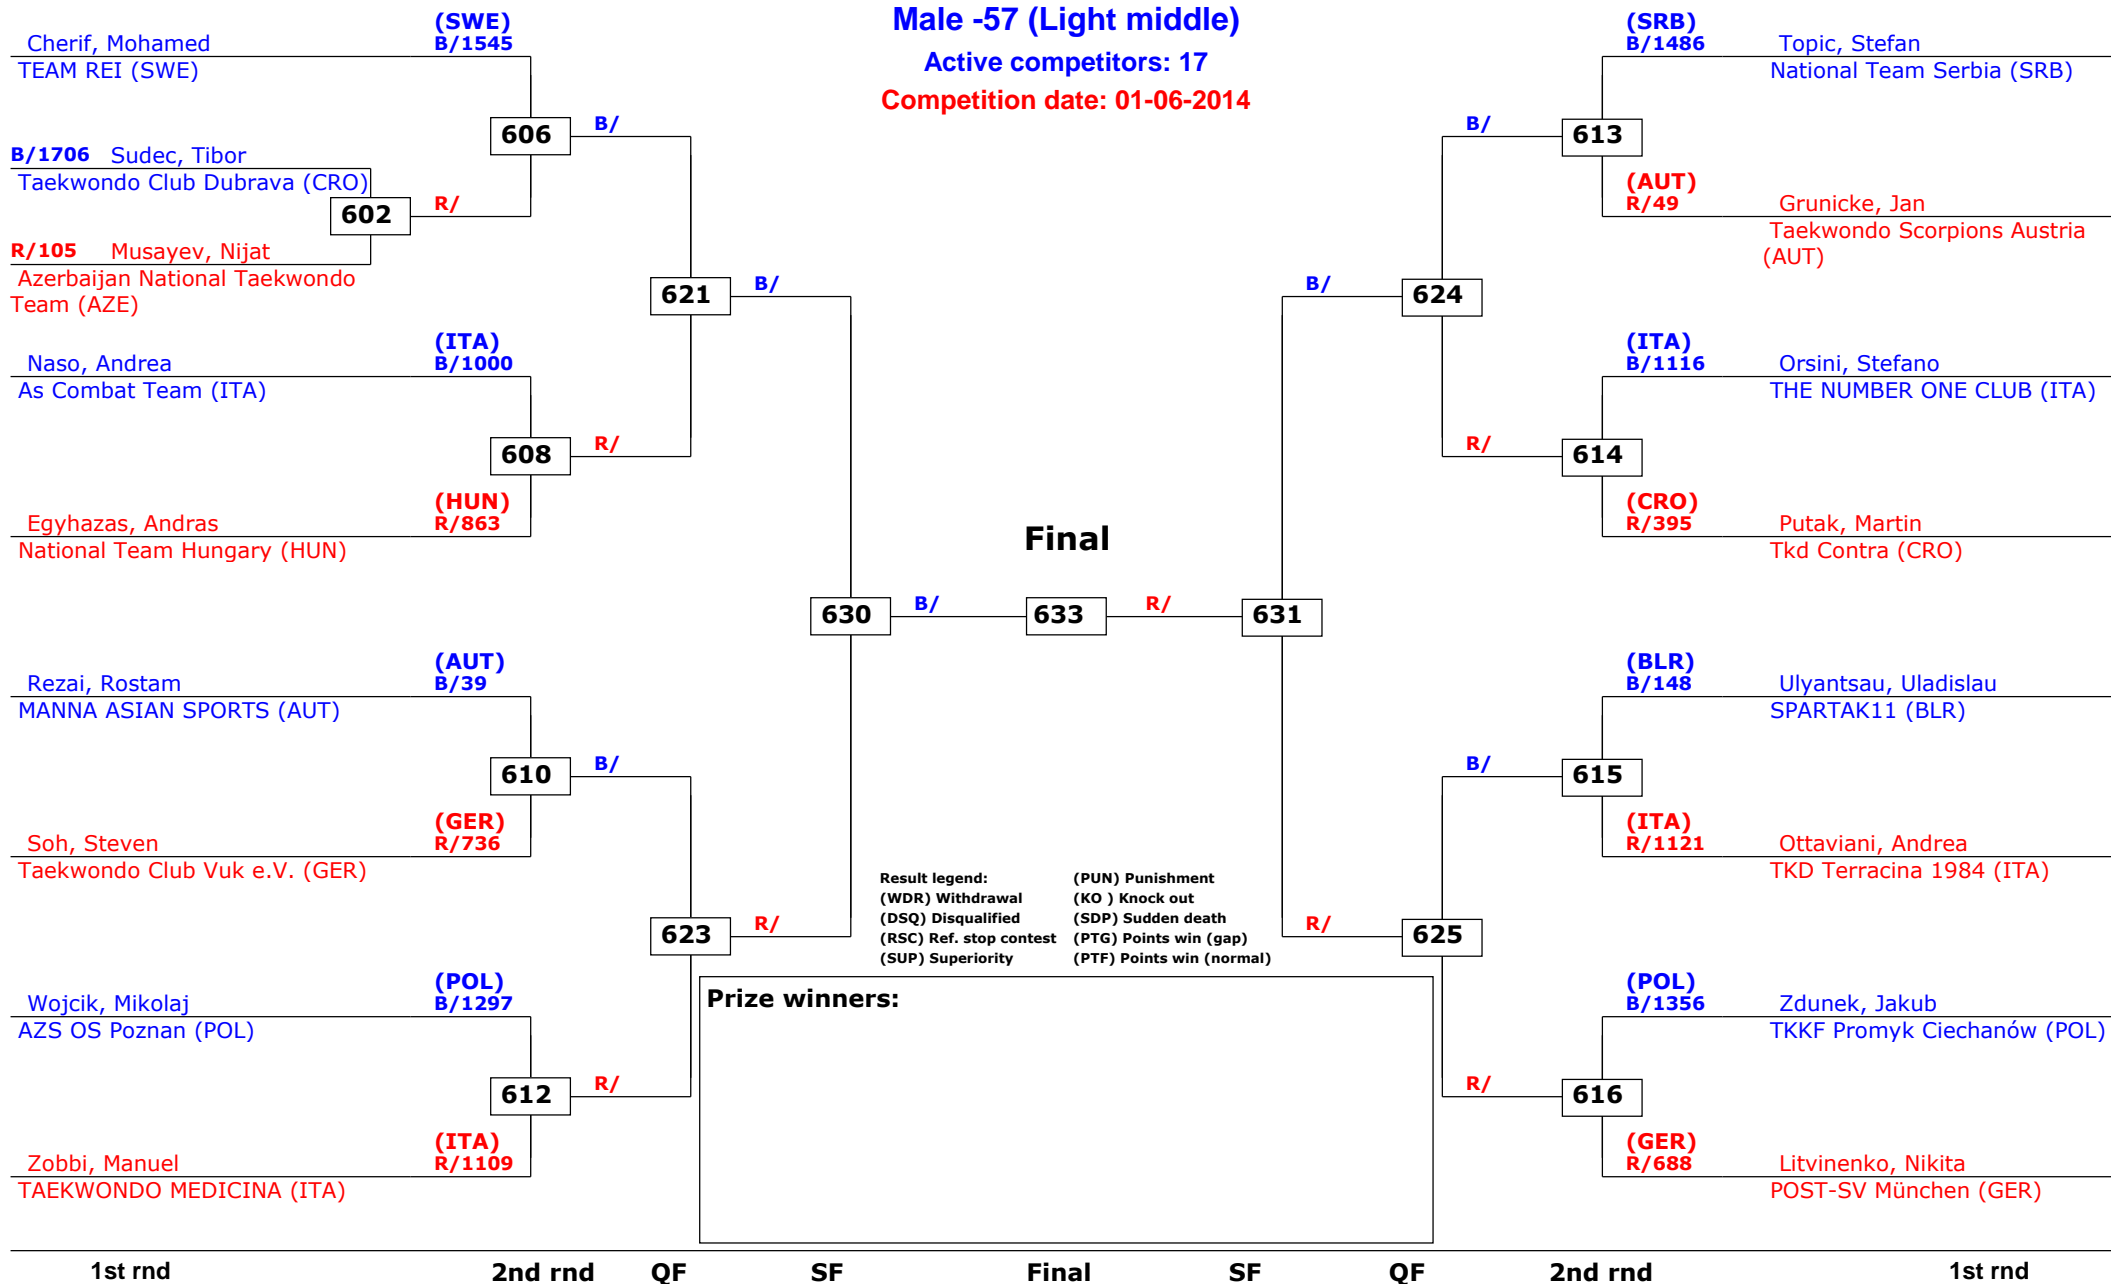 Male -57 (Light middle)
Active competitors: 17
Competition date: 01-06-2014
Cherif, Mohamed
(SWE)
B/1545
TEAM REI (SWE)
606
B/
B/1706 Sudec, Tibor
Taekwondo Club Dubrava (CRO)
602
R/
R/105 Musayev, Nijat
Azerbaijan National Taekwondo
Team (AZE)
621
B/
Naso, Andrea
(ITA)
B/1000
As Combat Team (ITA)
608
R/
Egyhazas, Andras
(HUN)
R/863
National Team Hungary (HUN)
630
B/
Rezai, Rostam
(AUT)
B/39
MANNA ASIAN SPORTS (AUT)
610
B/
Soh, Steven
(GER)
R/736
Taekwondo Club Vuk e.V. (GER)
623
R/
Wojcik, Mikolaj
(POL)
B/1297
AZS OS Poznan (POL)
612
R/
Zobbi, Manuel
(ITA)
R/1109
TAEKWONDO MEDICINA (ITA)
Final
633
R/
631
(SRB)
B/1486
Topic, Stefan
National Team Serbia (SRB)
B/
613
(AUT)
R/49
Grunicke, Jan
Taekwondo Scorpions Austria
(AUT)
B/
624
(ITA)
B/1116
Orsini, Stefano
THE NUMBER ONE CLUB (ITA)
R/
614
(CRO)
R/395
Putak, Martin
Tkd Contra (CRO)
(BLR)
B/148
Ulyantsau, Uladislau
SPARTAK11 (BLR)
B/
615
(ITA)
R/1121
Ottaviani, Andrea
TKD Terracina 1984 (ITA)
R/
625
(POL)
B/1356
Zdunek, Jakub
TKKF Promyk Ciechanów (POL)
R/
616
(GER)
R/688
Litvinenko, Nikita
POST-SV München (GER)
Result legend: (PUN) Punishment
(WDR) Withdrawal (KO ) Knock out
(DSQ) Disqualified (SDP) Sudden death
(RSC) Ref. stop contest (PTG) Points win (gap)
(SUP) Superiority (PTF) Points win (normal)
Prize winners:
1st rnd 2nd rnd QF SF Final SF QF 2nd rnd 1st rnd